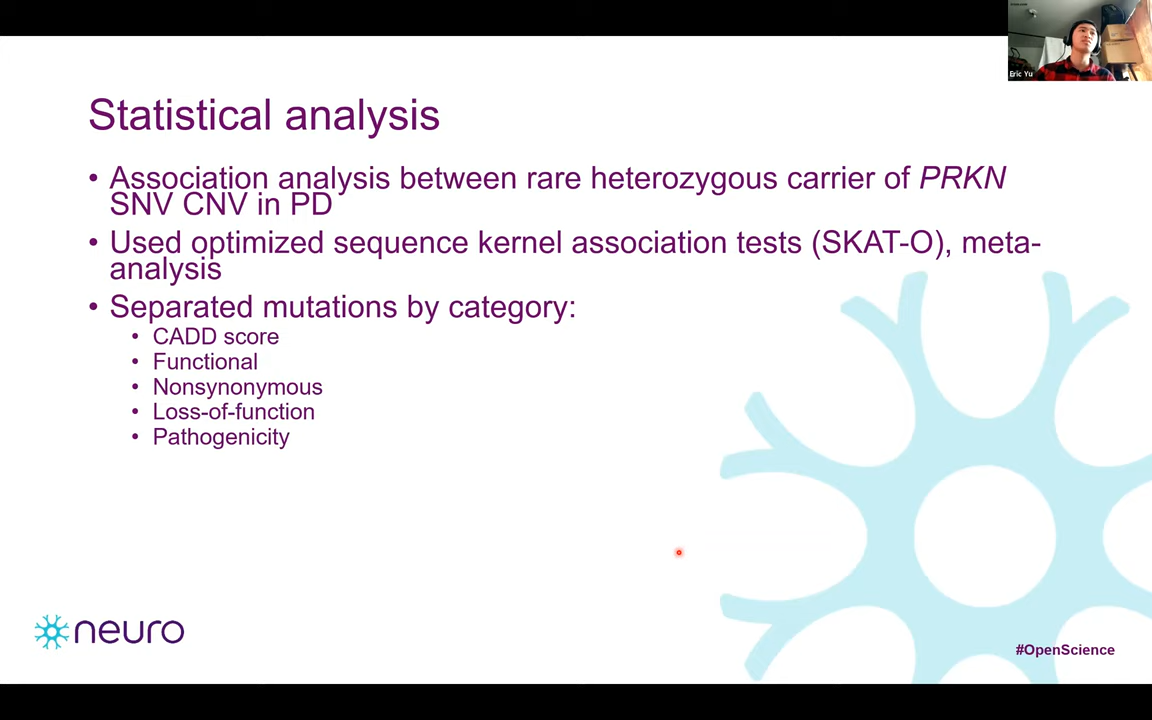 Eric Yu
Statistical analysis
• Association analysis between rare heterozygous carrier of PRKN
SNV CNV in PD
• Used optimized sequence kernel association tests (SKAT-O), meta-
analysis
• Separated mutations by category:
• CADD score
• Functional
• Nonsynonymous
• Loss-of-function
• Pathogenicity
neuro
#OpenScience